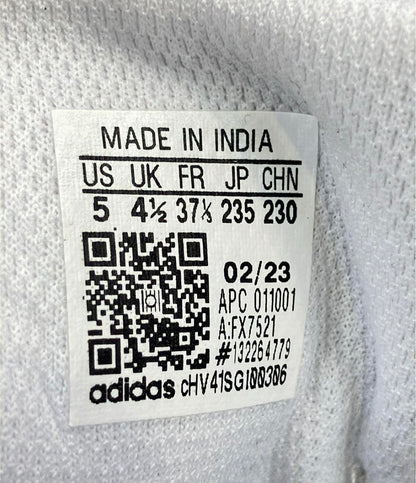 MADE IN INDIA
US UK FR JP CHN
5 4½ 37⅓ 235 230
02/23
APC 011001
A:FX7521
#132264779
adidas cHV41SGI00306